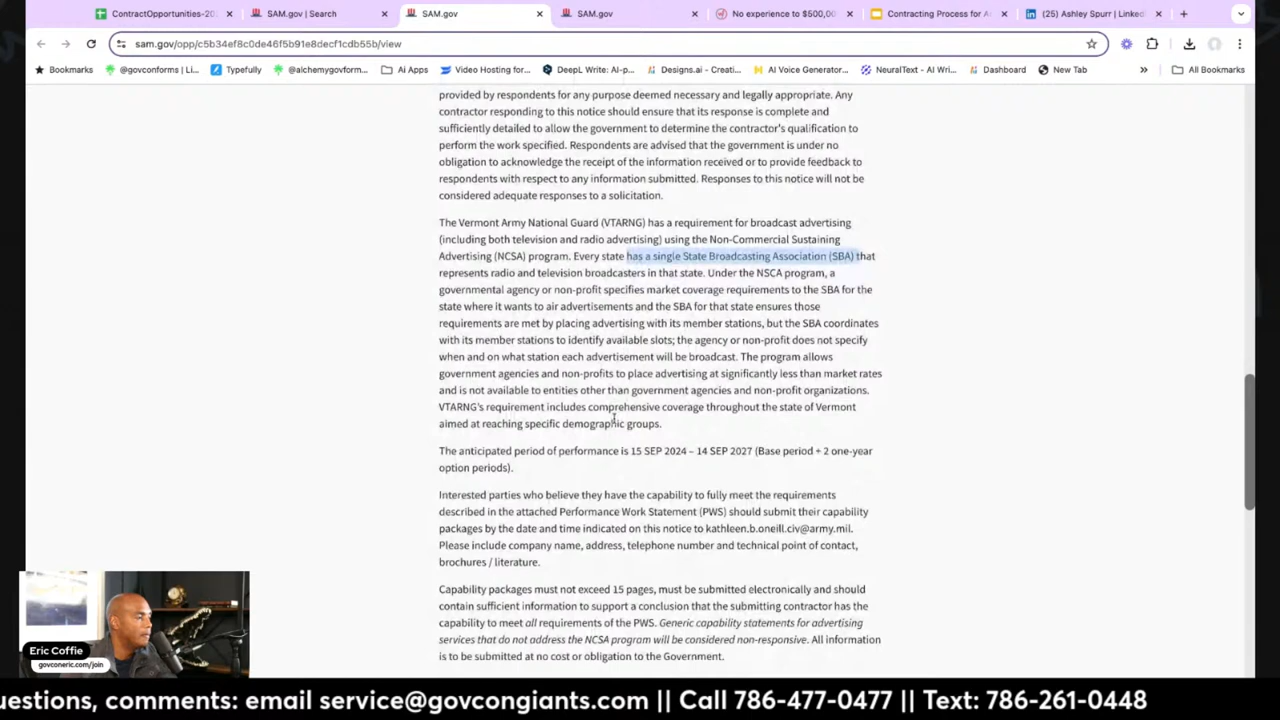 ContractOpportunities-20
SAM.gov | Search
SAM.gov
SAM.gov
No experience to $500,00
Contracting Process for A
(25) Ashley Spurr | LinkedI
sam.gov/opp/c5b34ef8c0de46f5b91e8decf1cdb55b/view
Bookmarks
@govconforms | Li...
Typefully
@alchemygovform...
Ai Apps
Video Hosting for...
DeepL Write: AI-p...
Designs.ai - Creati...
AI Voice Generator...
NeuralText - AI Wri...
Dashboard
New Tab
All Bookmarks
provided by respondents for any purpose deemed necessary and legally appropriate. Any
contractor responding to this notice should ensure that its response is complete and
sufficiently detailed to allow the government to determine the contractor's qualification to
perform the work specified. Respondents are advised that the government is under no
obligation to acknowledge the receipt of the information received or to provide feedback to
respondents with respect to any information submitted. Responses to this notice will not be
considered adequate responses to a solicitation.
The Vermont Army National Guard (VTARNG) has a requirement for broadcast advertising
(including both television and radio advertising) using the Non-Commercial Sustaining
Advertising (NCSA) program. Every state has a single State Broadcasting Association (SBA) that
represents radio and television broadcasters in that state. Under the NSCA program, a
governmental agency or non-profit specifies market coverage requirements to the SBA for the
state where it wants to air advertisements and the SBA for that state ensures those
requirements are met by placing advertising with its member stations, but the SBA coordinates
with its member stations to identify available slots; the agency or non-profit does not specify
when and on what station each advertisement will be broadcast. The program allows
government agencies and non-profits to place advertising at significantly less than market rates
and is not available to entities other than government agencies and non-profit organizations.
VTARNG's requirement includes comprehensive coverage throughout the state of Vermont
aimed at reaching specific demographic groups.
The anticipated period of performance is 15 SEP 2024 – 14 SEP 2027 (Base period + 2 one-year
option periods).
Interested parties who believe they have the capability to fully meet the requirements
described in the attached Performance Work Statement (PWS) should submit their capability
packages by the date and time indicated on this notice to kathleen.b.oneill.civ@army.mil.
Please include company name, address, telephone number and technical point of contact,
brochures / literature.
Capability packages must not exceed 15 pages, must be submitted electronically and should
contain sufficient information to support a conclusion that the submitting contractor has the
capability to meet all requirements of the PWS. Generic capability statements for advertising
services that do not address the NCSA program will be considered non-responsive. All information
is to be submitted at no cost or obligation to the Government.
Eric Coffie
govconeric.com/join
uestions, comments: email service@govcongiants.com || Call 786-477-0477 || Text: 786-261-0448